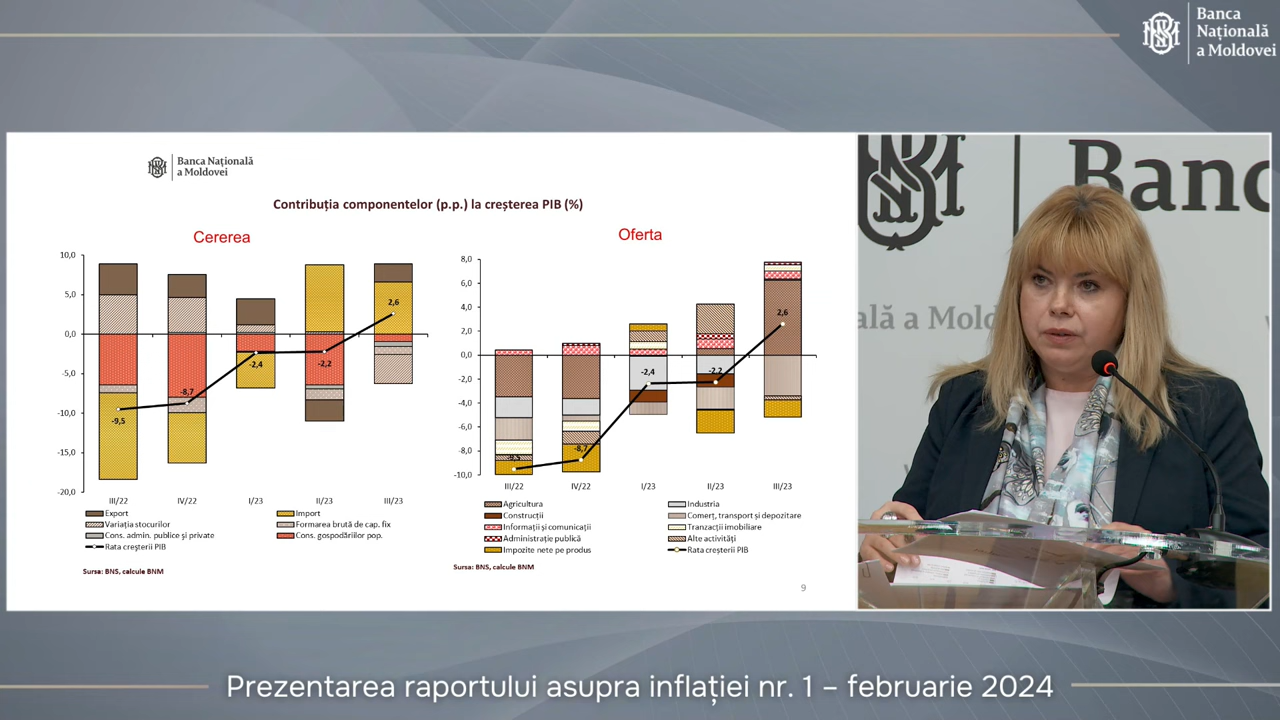 Banca
Națională
a Moldovei
Banca Națională
a Moldovei
Contribuția componentelor (p.p.) la creșterea PIB (%)
Cererea
10,0
5,0
0,0
-5,0
-10,0
-15,0
-20,0
-9,5
-8,7
-2,4
-2,2
2,6
III/22 IV/22 I/23 II/23 III/23
Export Import
Variația stocurilor Formarea brută de cap. fix
Cons. admin. publice și private Cons. gospodăriilor pop.
Rata creșterii PIB
Sursa: BNS, calcule BNM
Oferta
8,0
6,0
4,0
2,0
0,0
-2,0
-4,0
-6,0
-8,0
-10,0
-2,4
-2,2
2,6
III/22 IV/22 I/23 II/23 III/23
Agricultura Industria
Construcții Comerț, transport și depozitare
Informații și comunicații Tranzacții imobiliare
Administrație publică Alte activități
Impozite nete pe produs Rata creșterii PIB
Sursa: BNS, calcule BNM
9
Banc
ală a Mold
Prezentarea raportului asupra inflației nr. 1 – februarie 2024